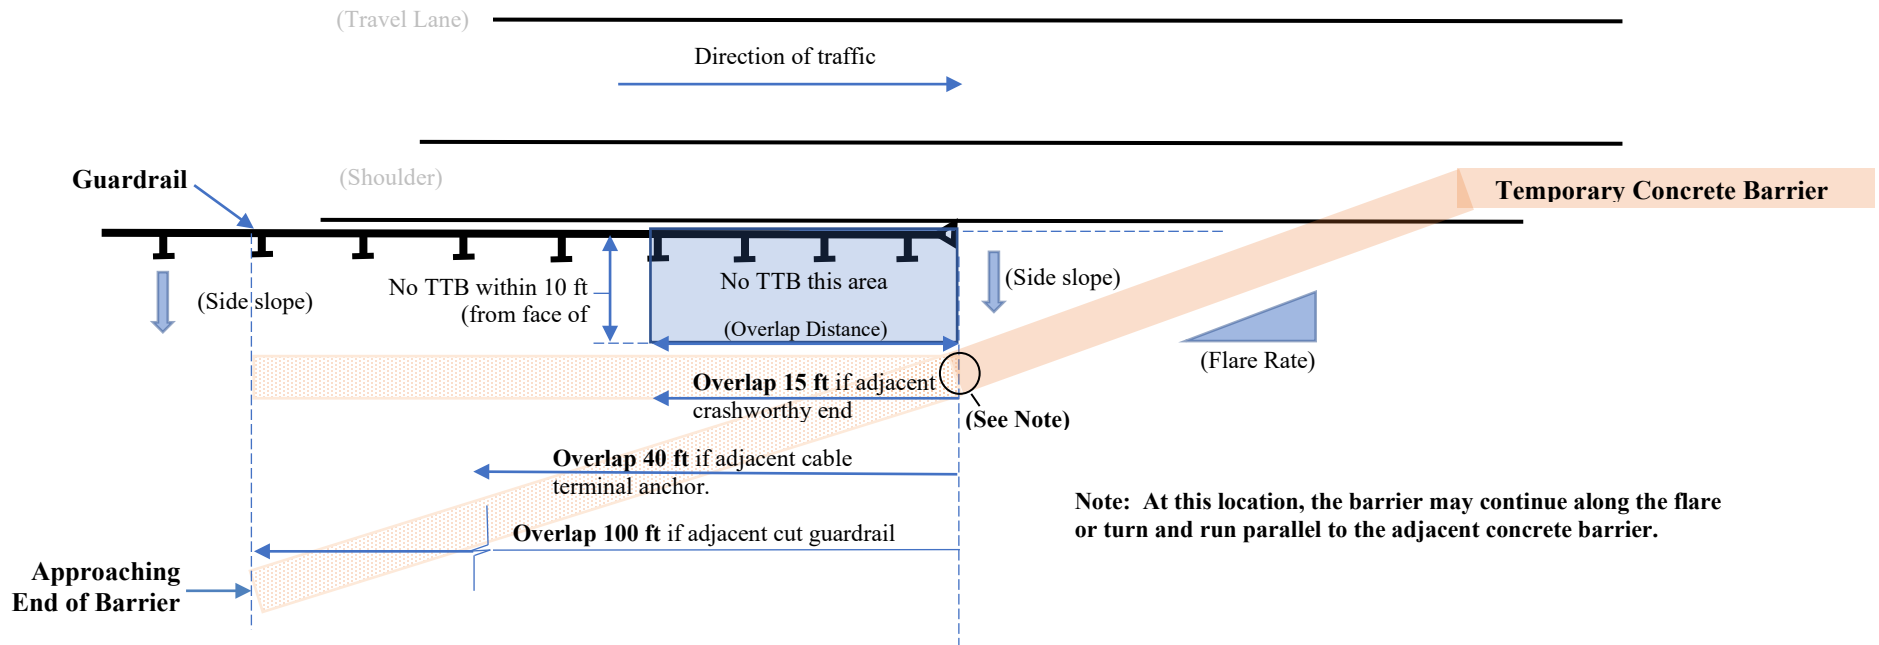 (Travel Lane)
Direction of traffic
Guardrail
(Shoulder)
Temporary Concrete Barrier
No TTB within 10 ft
(from face of
No TTB this area
(Overlap Distance)
(Side slope)
(Side slope)
(Flare Rate)
Overlap 15 ft if adjacent
crashworthy end
(See Note)
Overlap 40 ft if adjacent cable
terminal anchor.
Overlap 100 ft if adjacent cut guardrail
Note: At this location, the barrier may continue along the flare
or turn and run parallel to the adjacent concrete barrier.
Approaching
End of Barrier